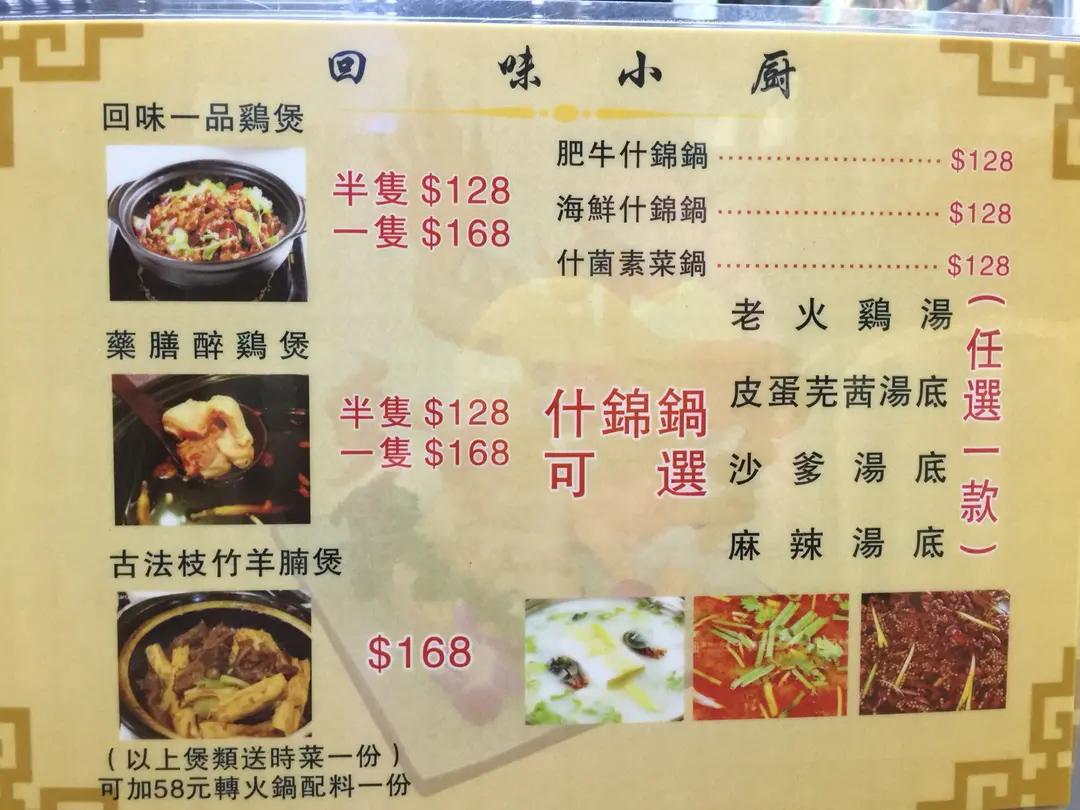 回味小厨
回味一品鷄煲
半隻 $128
一隻 $168
藥膳醉鷄煲
半隻 $128
一隻 $168
古法枝竹羊腩煲
$168
(以上煲類送時菜一份)
可加58元轉火鍋配料一份
肥牛什錦鍋 $128
海鮮什錦鍋 $128
什菌素菜鍋 $128
什錦鍋
可選
老火鷄湯
皮蛋芫茜湯底
沙爹湯底
麻辣湯底
(任選一款)